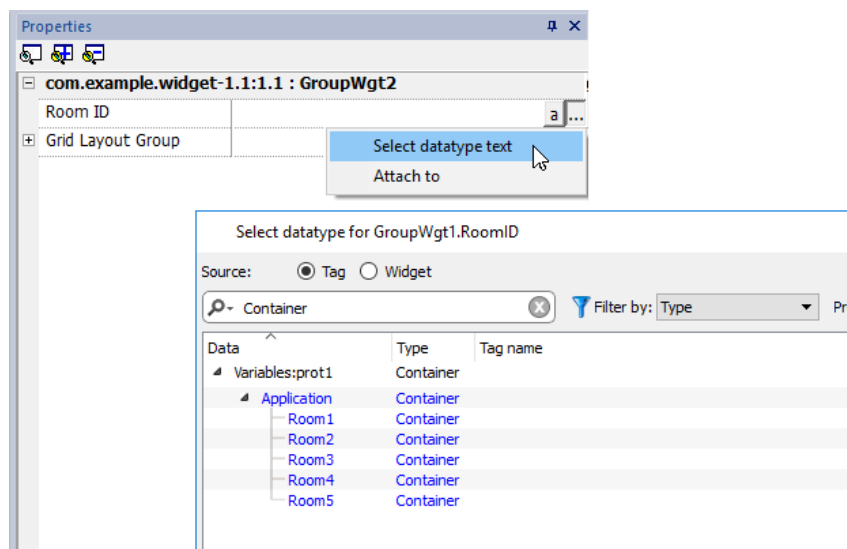 Properties
com.example.widget-1.1:1.1 : GroupWgt2
Room ID a ...
Grid Layout Group
Select datatype text
Attach to
Select datatype for GroupWgt1.RoomID
Source: Tag Widget
Container Filter by: Type Pr
Data Type Tag name
Variables:prot1 Container
Application Container
Room1 Container
Room2 Container
Room3 Container
Room4 Container
Room5 Container